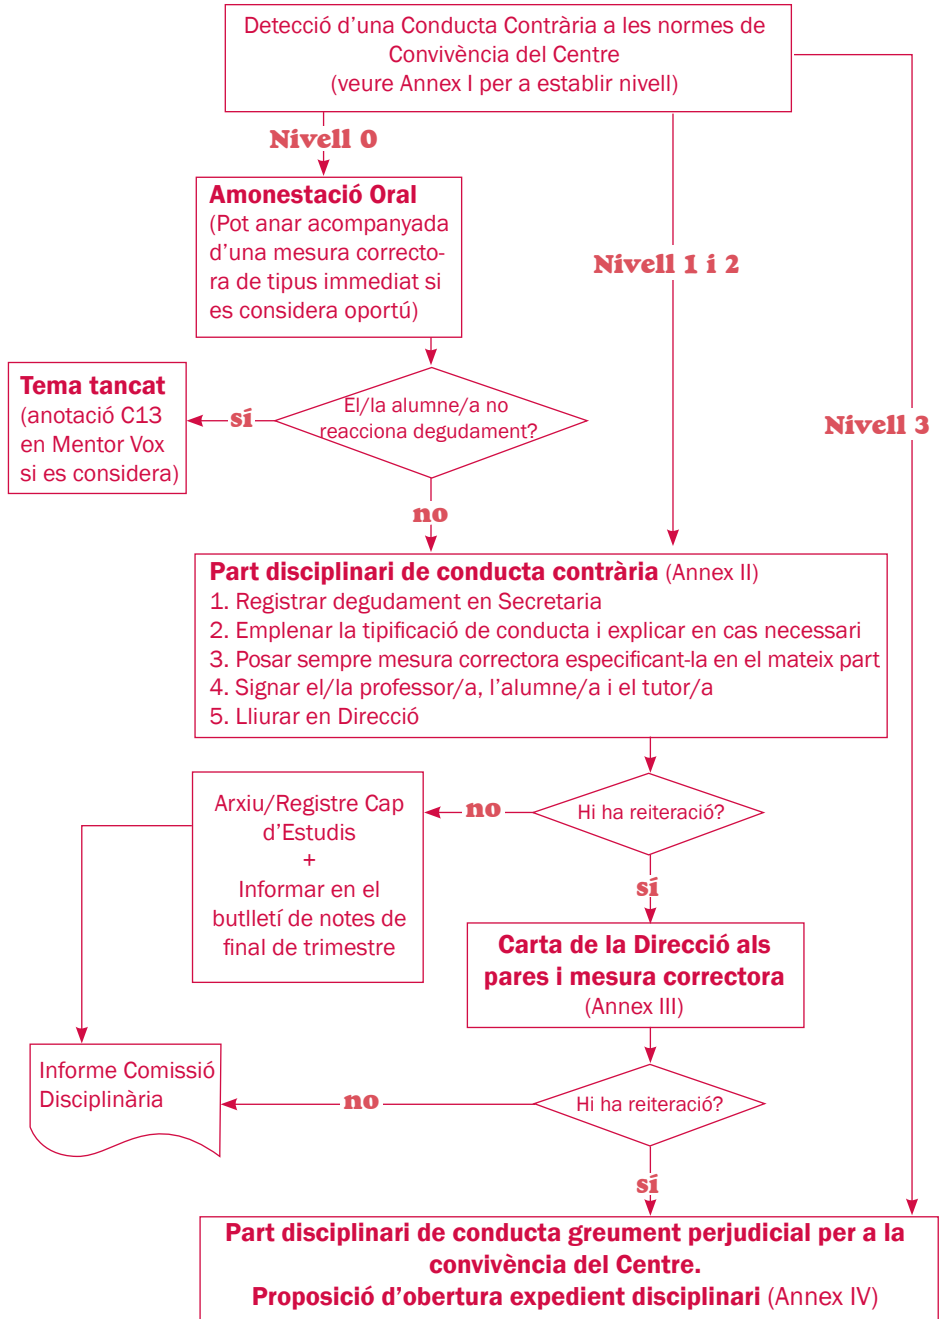 Detecció d’una Conducta Contrària a les normes de
Convivència del Centre
(veure Annex I per a establir nivell)
Nivell 0
Amonestació Oral
(Pot anar acompanyada
d’una mesura correcto-
ra de tipus immediat si
es considera oportú)
Nivell 1 i 2
Nivell 3
Tema tancat
(anotació C13
en Mentor Vox
si es considera)
sí
El/la alumne/a no
reacciona degudament?
no
Part disciplinari de conducta contrària (Annex II)
1. Registrar degudament en Secretaria
2. Emplenar la tipificació de conducta i explicar en cas necessari
3. Posar sempre mesura correctora especificant-la en el mateix part
4. Signar el/la professor/a, l’alumne/a i el tutor/a
5. Lliurar en Direcció
Arxiu/Registre Cap
d’Estudis
+
Informar en el
butlletí de notes de
final de trimestre
no
Hi ha reiteració?
sí
Carta de la Direcció als
pares i mesura correctora
(Annex III)
Informe Comissió
Disciplinària
no
Hi ha reiteració?
sí
Part disciplinari de conducta greument perjudicial per a la
convivència del Centre.
Proposició d’obertura expedient disciplinari (Annex IV)